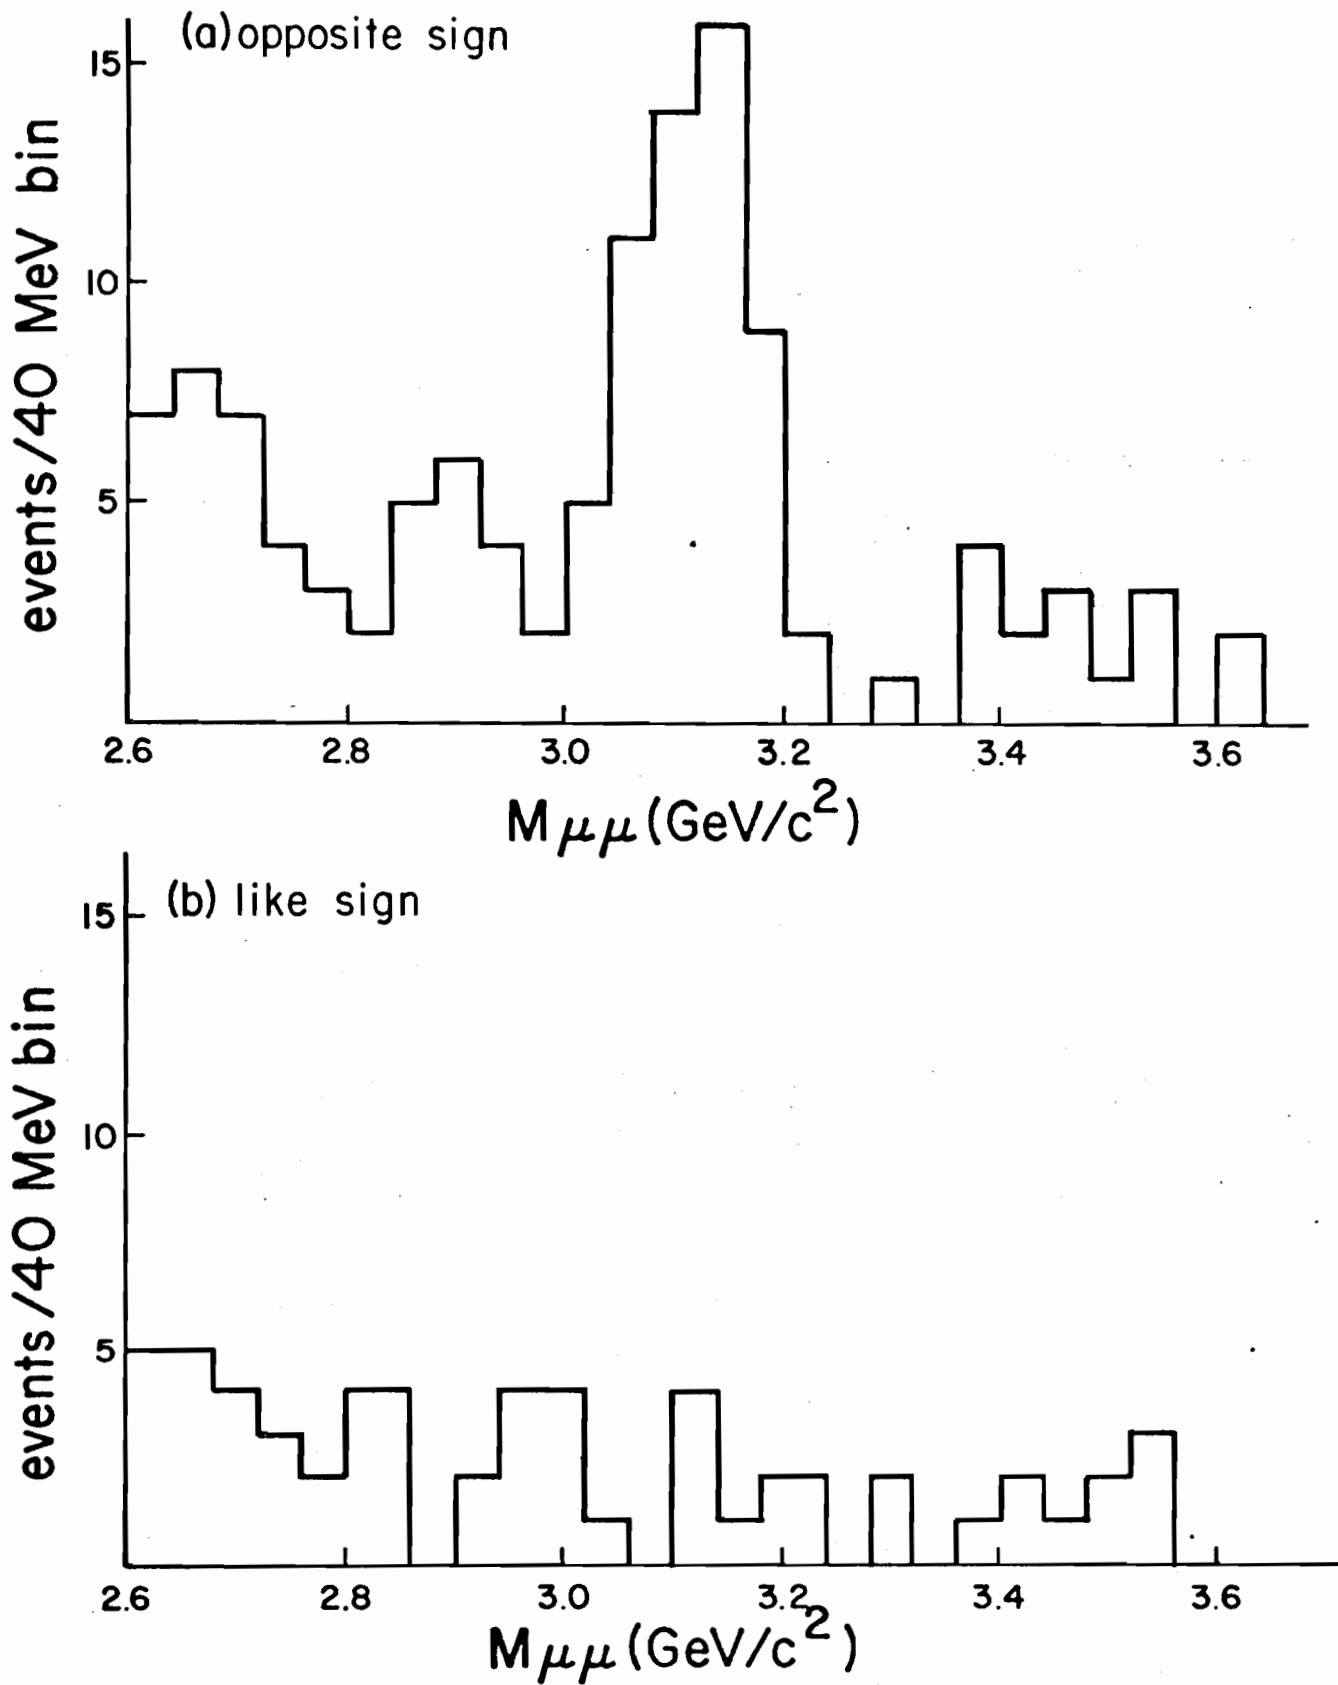 (a) opposite sign
events/40 MeV bin
15
10
5
2.6 2.8 3.0 3.2 3.4 3.6
Mμμ(GeV/c²)
(b) like sign
events/40 MeV bin
15
10
5
2.6 2.8 3.0 3.2 3.4 3.6
Mμμ(GeV/c²)